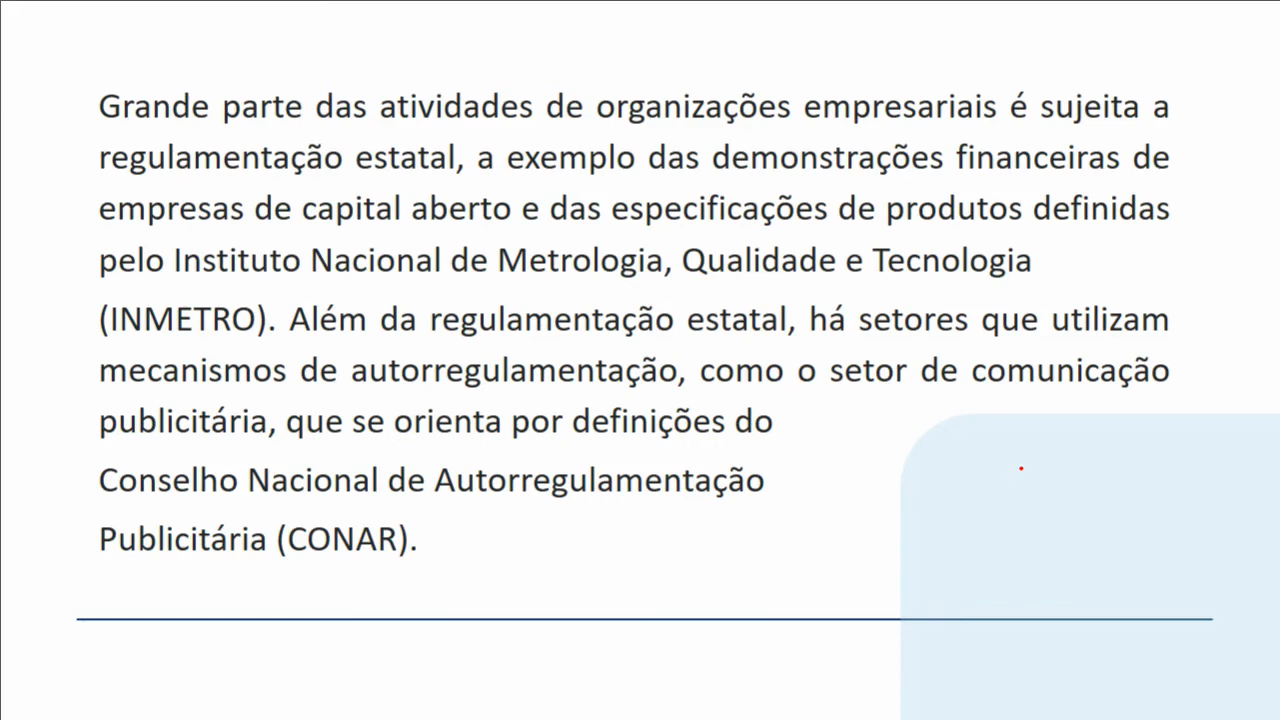 Grande parte das atividades de organizações empresariais é sujeita a
regulamentação estatal, a exemplo das demonstrações financeiras de
empresas de capital aberto e das especificações de produtos definidas
pelo Instituto Nacional de Metrologia, Qualidade e Tecnologia
(INMETRO). Além da regulamentação estatal, há setores que utilizam
mecanismos de autorregulamentação, como o setor de comunicação
publicitária, que se orienta por definições do
Conselho Nacional de Autorregulamentação
Publicitária (CONAR).